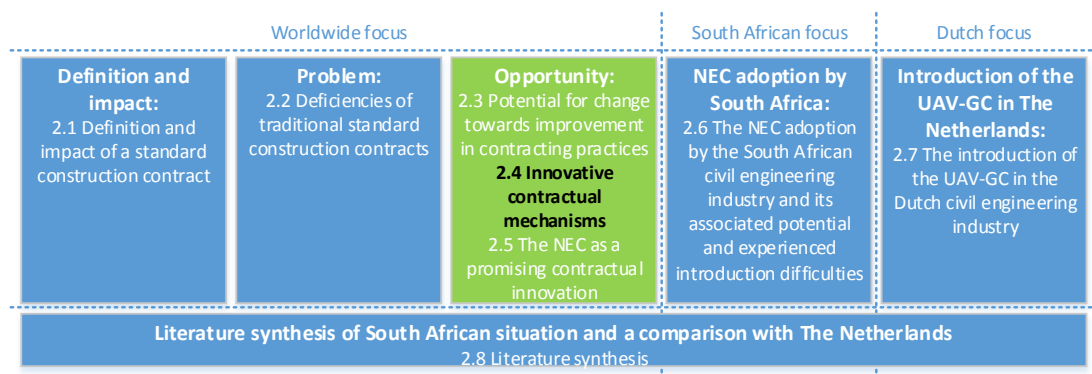 Worldwide focus
South African focus
Dutch focus
Definition and
impact:
2.1 Definition and
impact of a standard
construction contract
Problem:
2.2 Deficiencies of
traditional standard
construction contracts
Opportunity:
2.3 Potential for change
towards improvement
in contracting practices
2.4 Innovative
contractual
mechanisms
2.5 The NEC as a
promising contractual
innovation
NEC adoption by
South Africa:
2.6 The NEC adoption
by the South African
civil engineering
industry and its
associated potential
and experienced
introduction difficulties
Introduction of the
UAV-GC in The
Netherlands:
2.7 The introduction of
the UAV-GC in the
Dutch civil engineering
industry
Literature synthesis of South African situation and a comparison with The Netherlands
2.8 Literature synthesis